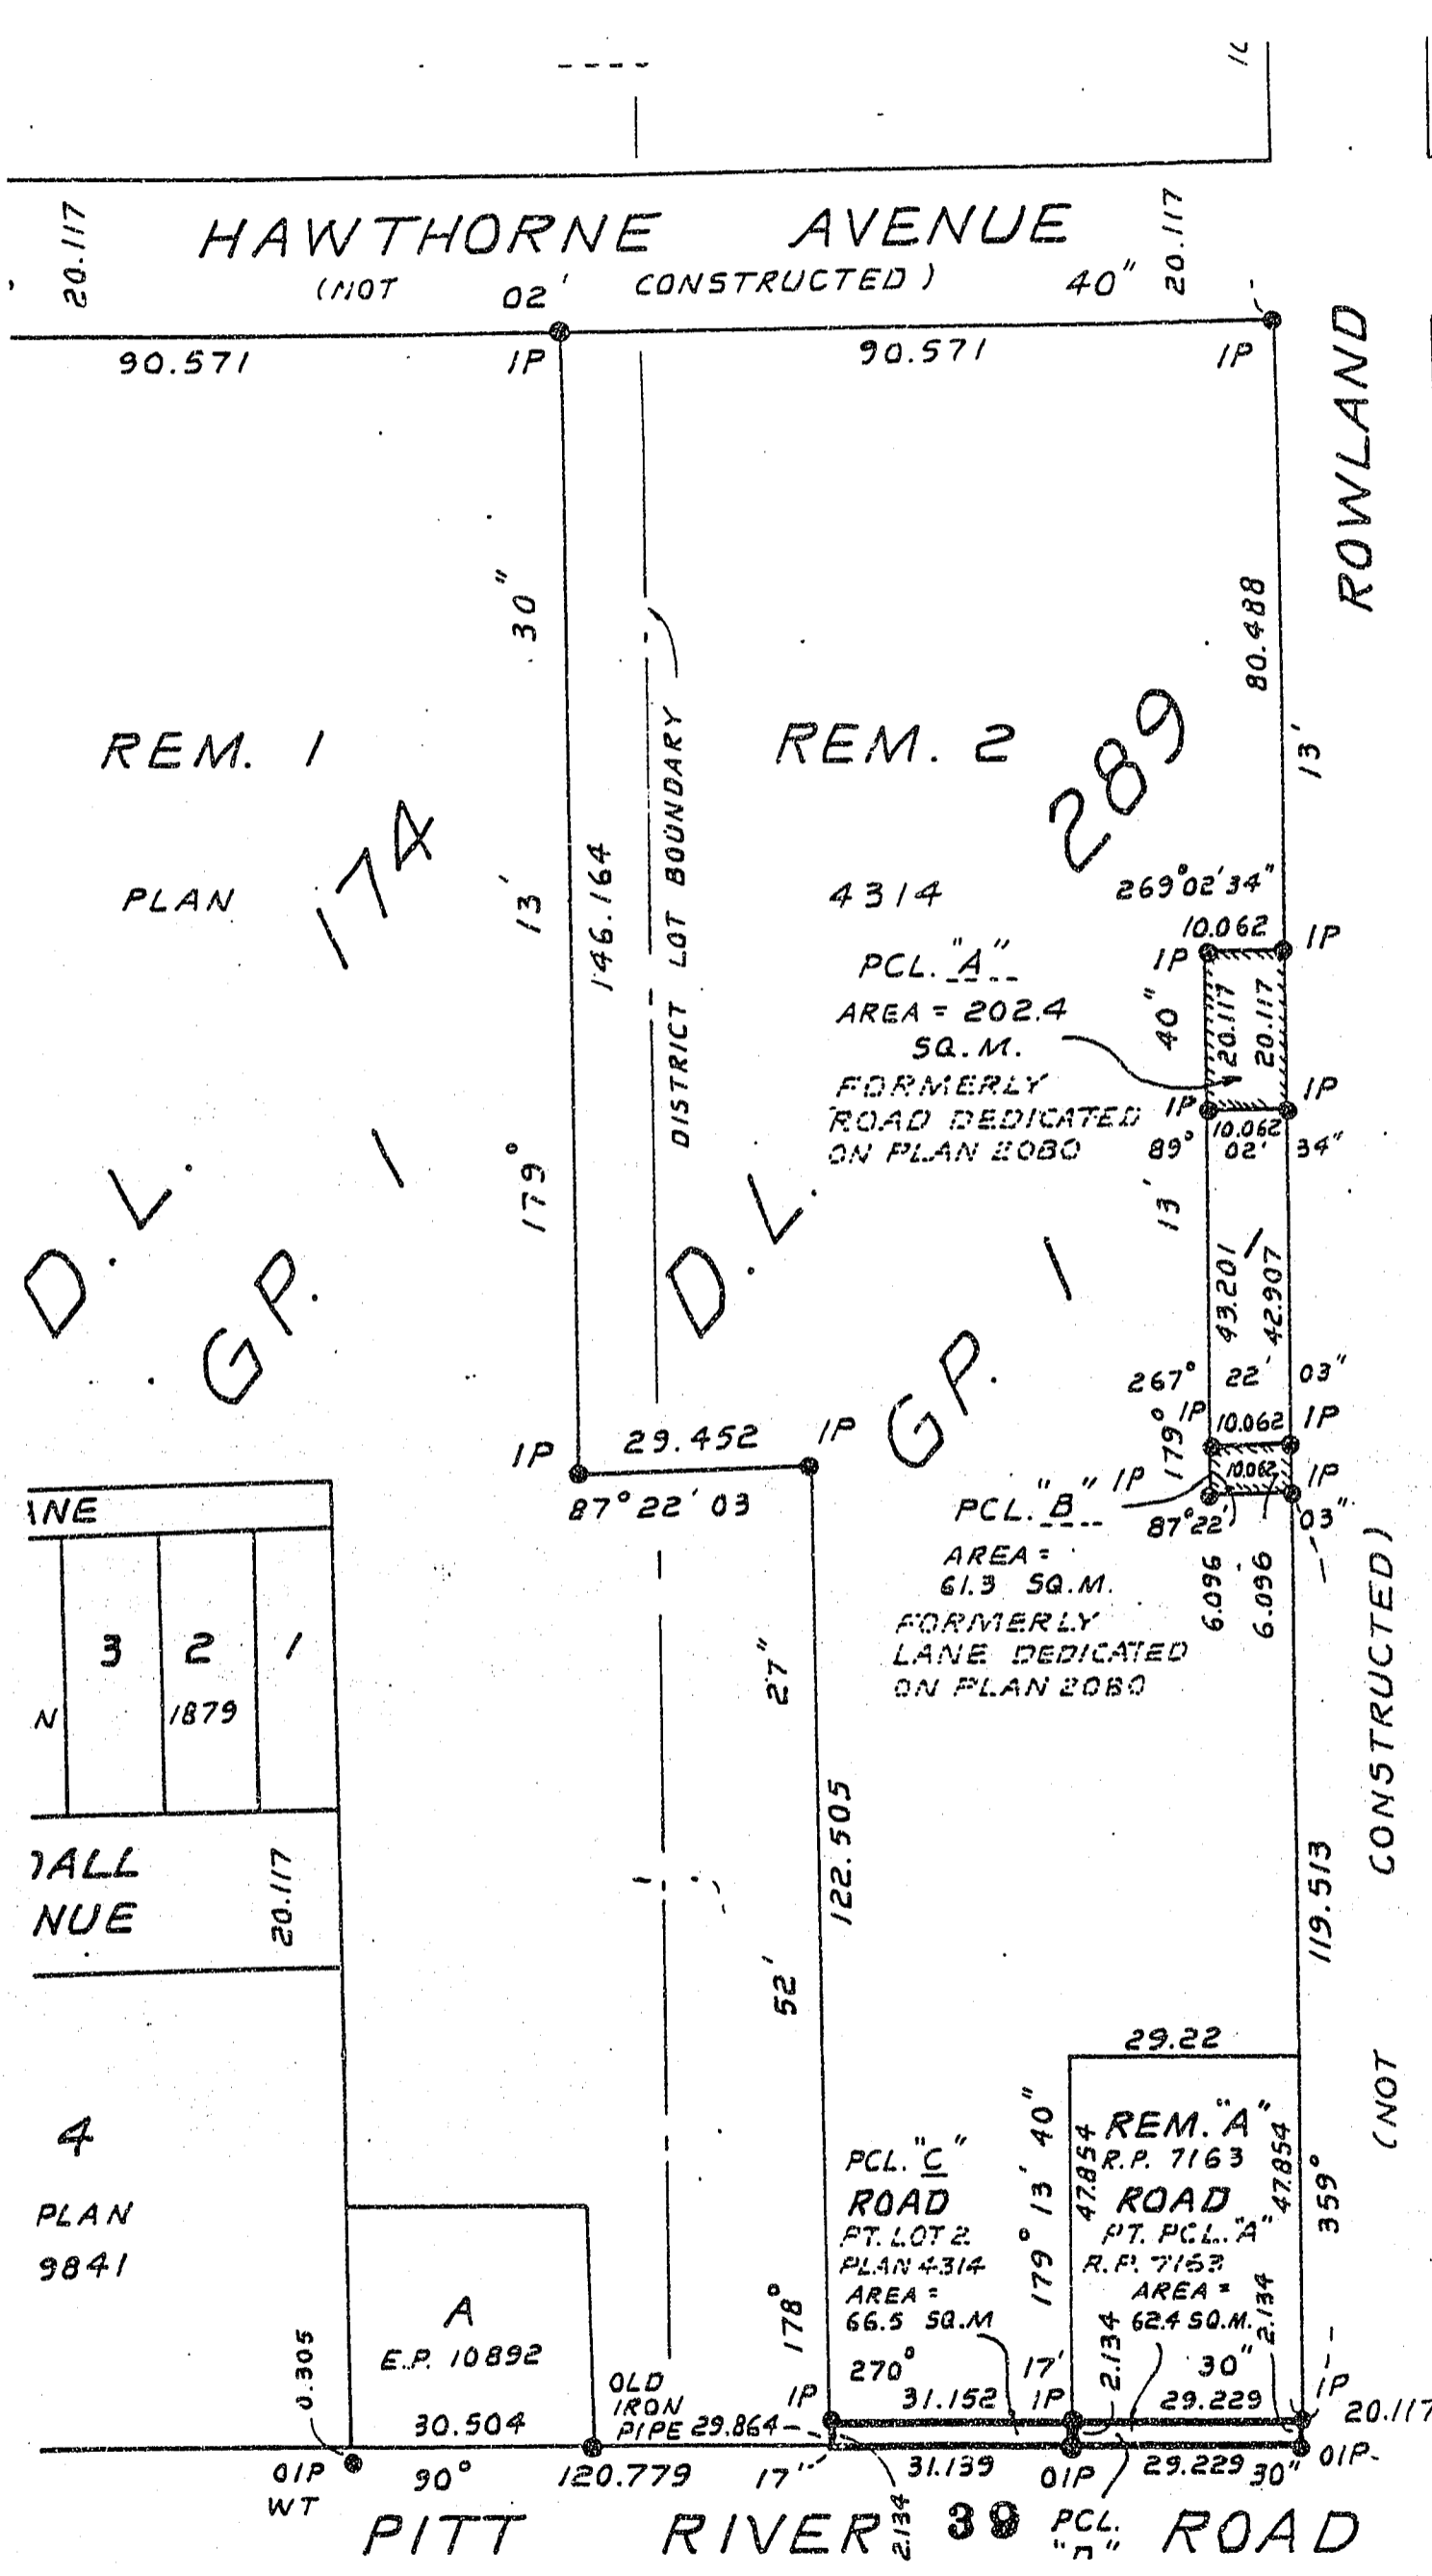 20.117
HAWTHORNE AVENUE
20.117
(NOT 02' CONSTRUCTED) 40"
90.571
IP
90.571
IP
ROWLAND
30"
80.488
REM. 1
REM. 2
13'
289
174
PLAN
4314
269°02'34"
10.062
IP
IP
13'
146.164
DISTRICT LOT BOUNDARY
PCL. "A"
AREA = 202.4
SQ. M.
FORMERLY
ROAD DEDICATED
ON PLAN 2080
40"
20.117
20.117
IP
IP
10.062
89° 02' 34"
179°
13'
D. L.
GP. 1
D. L.
GP. 1
43.201
42.907
267° 22' 03"
179°
IP
10.062
IP
IP
29.452
IP
87°22'03
PCL. "B"
IP
10.062
IP
87°22' 03"
AREA =
61.3 SQ. M.
FORMERLY
LANE DEDICATED
ON PLAN 2080
6.096
6.096
ANE
3
2
1
N
1879
27"
122.505
52'
CONSTRUCTED)
119.513
DALL
NUE
20.117
29.22
(NOT
4
PLAN
9841
PCL. "C"
ROAD
PT. LOT 2
PLAN 4314
AREA =
66.5 SQ. M
179° 13' 40"
47.854
REM. "A"
R.P. 7163
ROAD
PT. PCL. "A"
R.P. 7163
AREA =
62.4 SQ. M.
47.854
359°
178°
A
E.P. 10892
0.305
30.504
OLD
IRON
PIPE
29.864
IP
270° 17' 30"
31.152
IP
2.134
2.134
29.229
IP
20.117
OIP
WT
90°
120.779
17'
31.139
OIP
29.229
30"
OIP
2.134
PITT RIVER 39 ROAD
PCL.